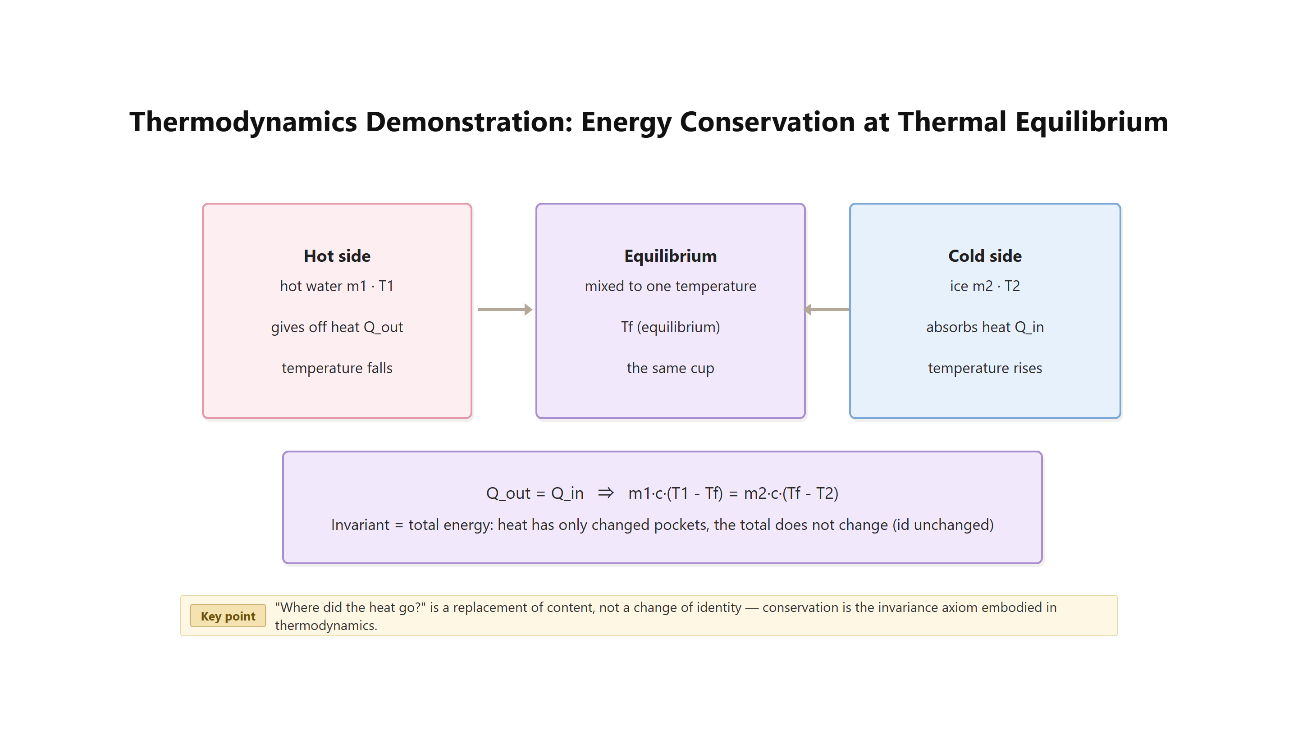 Thermodynamics Demonstration: Energy Conservation at Thermal Equilibrium
Hot side
hot water m1 · T1
gives off heat Q_out
temperature falls
Equilibrium
mixed to one temperature
Tf (equilibrium)
the same cup
Cold side
ice m2 · T2
absorbs heat Q_in
temperature rises
Q_out = Q_in ⇒ m1·c·(T1 - Tf) = m2·c·(Tf - T2)
Invariant = total energy: heat has only changed pockets, the total does not change (id unchanged)
Key point
"Where did the heat go?" is a replacement of content, not a change of identity — conservation is the invariance axiom embodied in
thermodynamics.